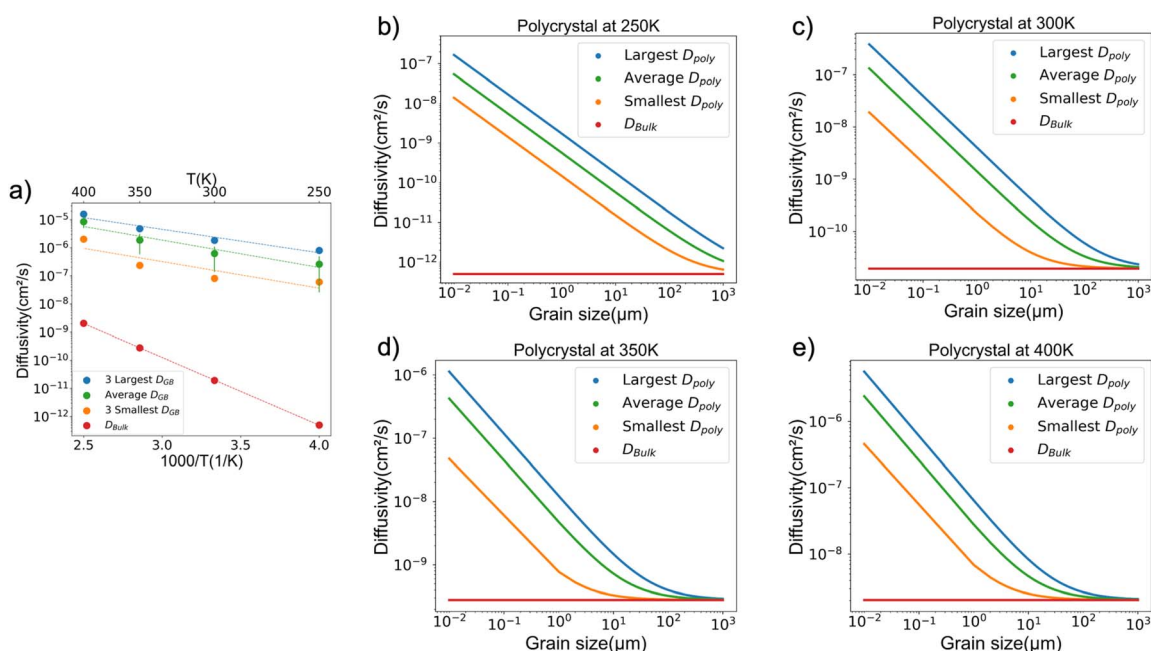 a)
T(K)
400 350 300 250
Diffusivity(cm²/s)
10⁻⁵
10⁻⁶
10⁻⁷
10⁻⁸
10⁻⁹
10⁻¹⁰
10⁻¹¹
10⁻¹²
3 Largest D_GB
Average D_GB
3 Smallest D_GB
D_Bulk
2.5 3.0 3.5 4.0
1000/T(1/K)
b)
Polycrystal at 250K
Diffusivity(cm²/s)
10⁻⁷
10⁻⁸
10⁻⁹
10⁻¹⁰
10⁻¹¹
10⁻¹²
Largest D_poly
Average D_poly
Smallest D_poly
D_Bulk
10⁻² 10⁻¹ 10⁰ 10¹ 10² 10³
Grain size(μm)
c)
Polycrystal at 300K
Diffusivity(cm²/s)
10⁻⁷
10⁻⁸
10⁻⁹
10⁻¹⁰
Largest D_poly
Average D_poly
Smallest D_poly
D_Bulk
10⁻² 10⁻¹ 10⁰ 10¹ 10² 10³
Grain size(μm)
d)
Polycrystal at 350K
Diffusivity(cm²/s)
10⁻⁶
10⁻⁷
10⁻⁸
10⁻⁹
Largest D_poly
Average D_poly
Smallest D_poly
D_Bulk
10⁻² 10⁻¹ 10⁰ 10¹ 10² 10³
Grain size(μm)
e)
Polycrystal at 400K
Diffusivity(cm²/s)
10⁻⁶
10⁻⁷
10⁻⁸
Largest D_poly
Average D_poly
Smallest D_poly
D_Bulk
10⁻² 10⁻¹ 10⁰ 10¹ 10² 10³
Grain size(μm)